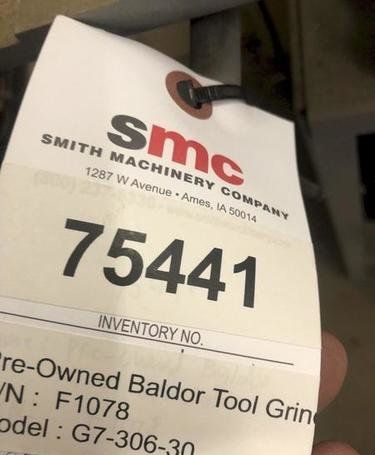 smc
SMITH MACHINERY COMPANY
1287 W Avenue • Ames, IA 50014
75441
INVENTORY NO.
re-Owned Baldor Tool Grin
/N : F1078
odel : G7-306-30